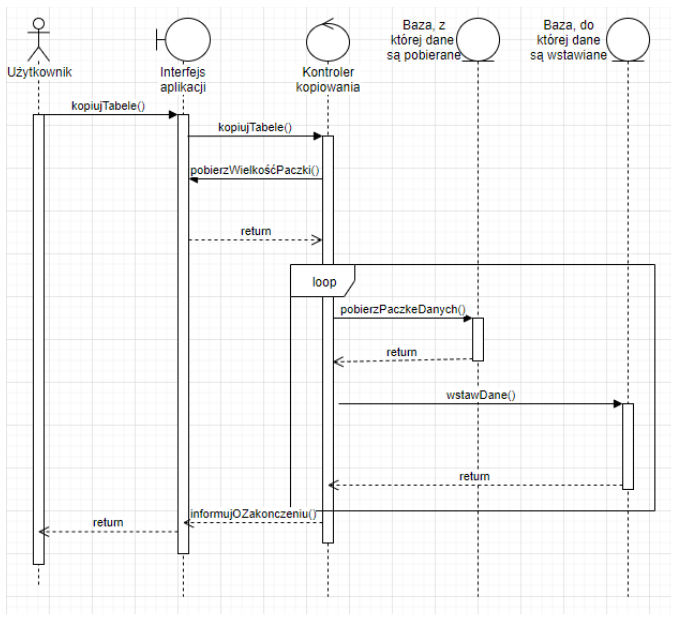 Użytkownik
Interfejs
aplikacji
Kontroler
kopiowania
Baza, z
której dane
są pobierane
Baza, do
której dane
są wstawiane
kopiujTabele()
kopiujTabele()
pobierzWielkośćPaczki()
return
loop
pobierzPaczkeDanych()
return
wstawDane()
return
informujOZakonczeniu()
return